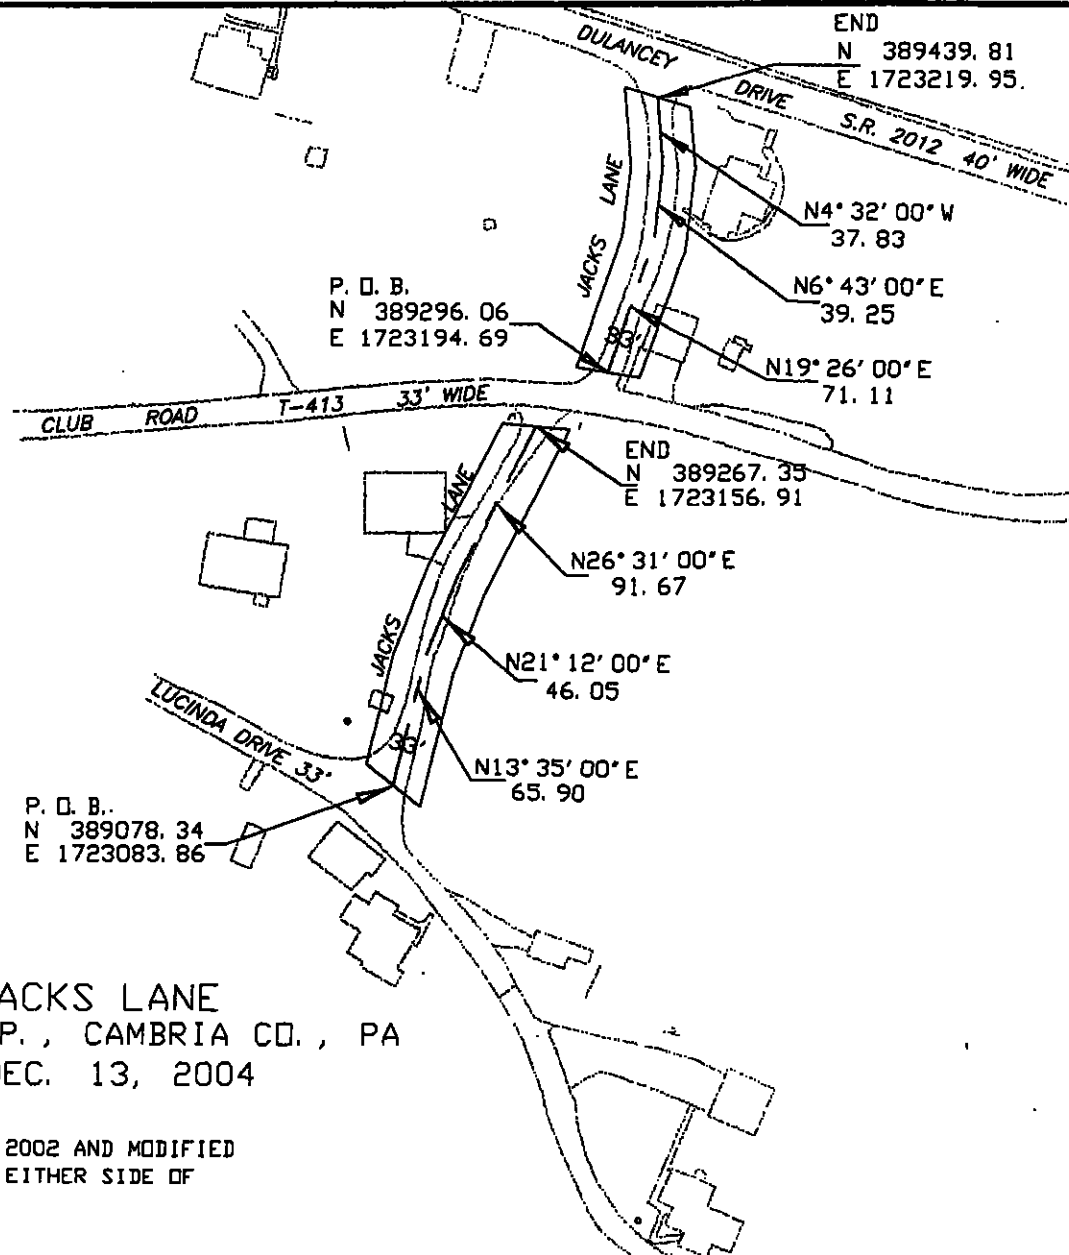 END
N 389439.81
E 1723219.95.
DULANCEY DRIVE S.R. 2012 40' WIDE
JACKS LANE
N4°32'00"W
37.83
N6°43'00"E
39.25
P.O.B.
N 389296.06
E 1723194.69
33'
N19°26'00"E
71.11
CLUB ROAD T-413 33' WIDE
END
N 389267.35
E 1723156.91
JACKS LANE
N26°31'00"E
91.67
N21°12'00"E
46.05
LUCINDA DRIVE 33'
33'
N13°35'00"E
65.90
P.O.B.
N 389078.34
E 1723083.86
ACKS LANE
P., CAMBRIA CO., PA
EC. 13, 2004
2002 AND MODIFIED
EITHER SIDE OF